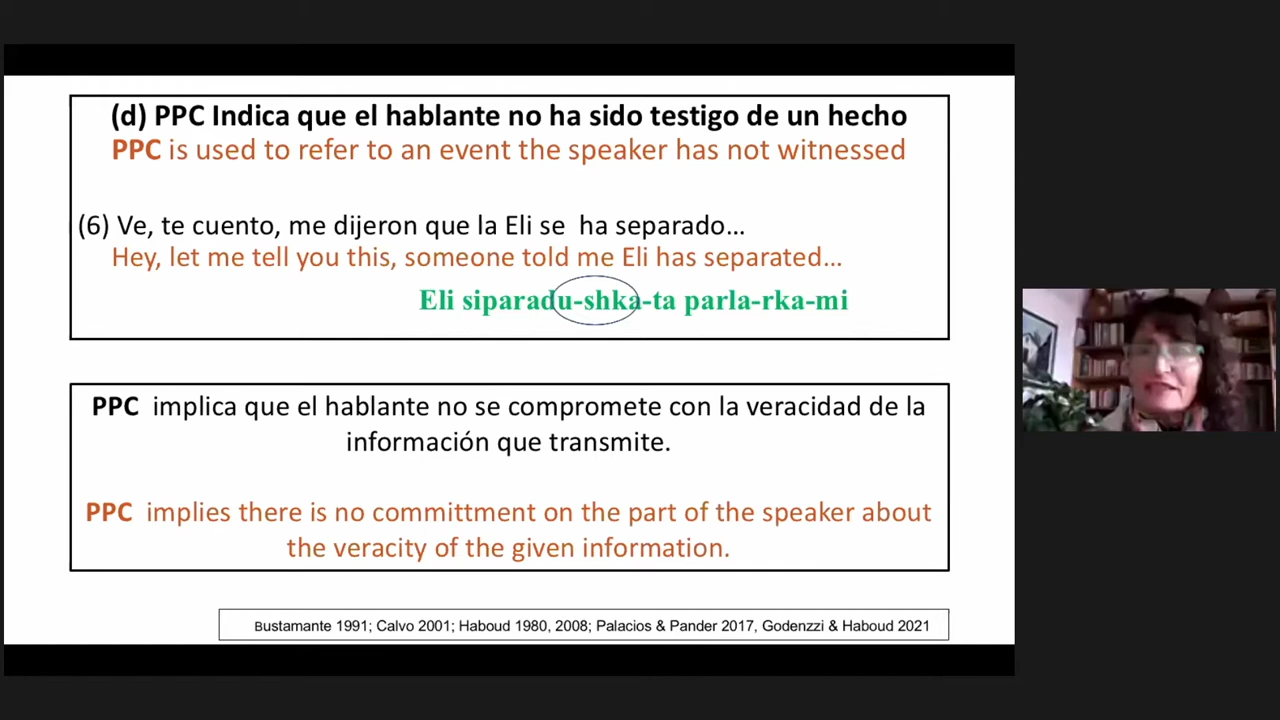 (d) PPC Indica que el hablante no ha sido testigo de un hecho
PPC is used to refer to an event the speaker has not witnessed
(6) Ve, te cuento, me dijeron que la Eli se ha separado…
Hey, let me tell you this, someone told me Eli has separated…
Eli siparadu-shka-ta parla-rka-mi
PPC implica que el hablante no se compromete con la veracidad de la
información que transmite.
PPC implies there is no committment on the part of the speaker about
the veracity of the given information.
Bustamante 1991; Calvo 2001; Haboud 1980, 2008; Palacios & Pander 2017, Godenzzi & Haboud 2021